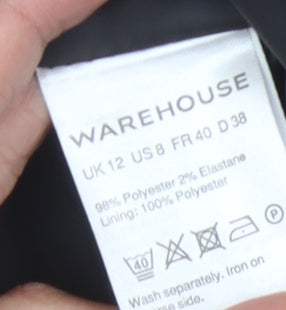 WAREHOUSE
UK 12 US 8 FR 40 D 38
98% Polyester 2% Elastane
Lining: 100% Polyester
40 P
Wash separately. Iron on
side.